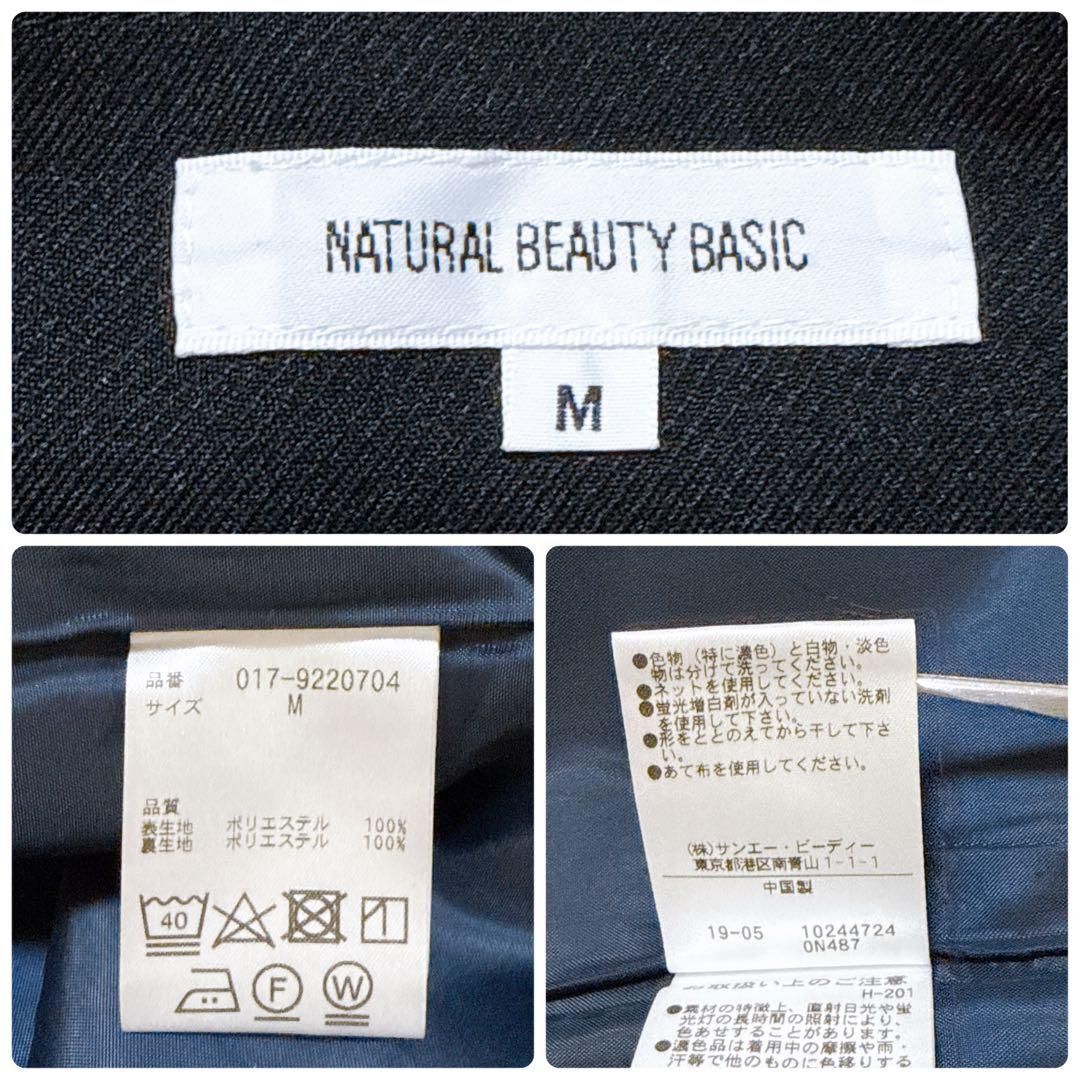 NATURAL BEAUTY BASIC
M
品番 017-9220704
サイズ M
品質
表生地 ポリエステル 100%
裏生地 ポリエステル 100%
40
F
W
●色物(特に濃色)と白物・淡色
物は分けて洗ってください。
●ネットを使用してください。
●蛍光増白剤が入っていない洗剤
を使用して下さい。
●形をととのえてから干して下さ
い。
●あて布を使用してください。
(株)サンエー・ビーディー
東京都港区南青山1-1-1
中国製
19-05 10244724
0N487
お取扱い上のご注意
H-201
●素材の特徴上、直射日光や蛍
光灯の長時間の照射により、
色あせすることがあります。
●濃色品は着用中の摩擦や雨・
汗等で他のものに色移りする